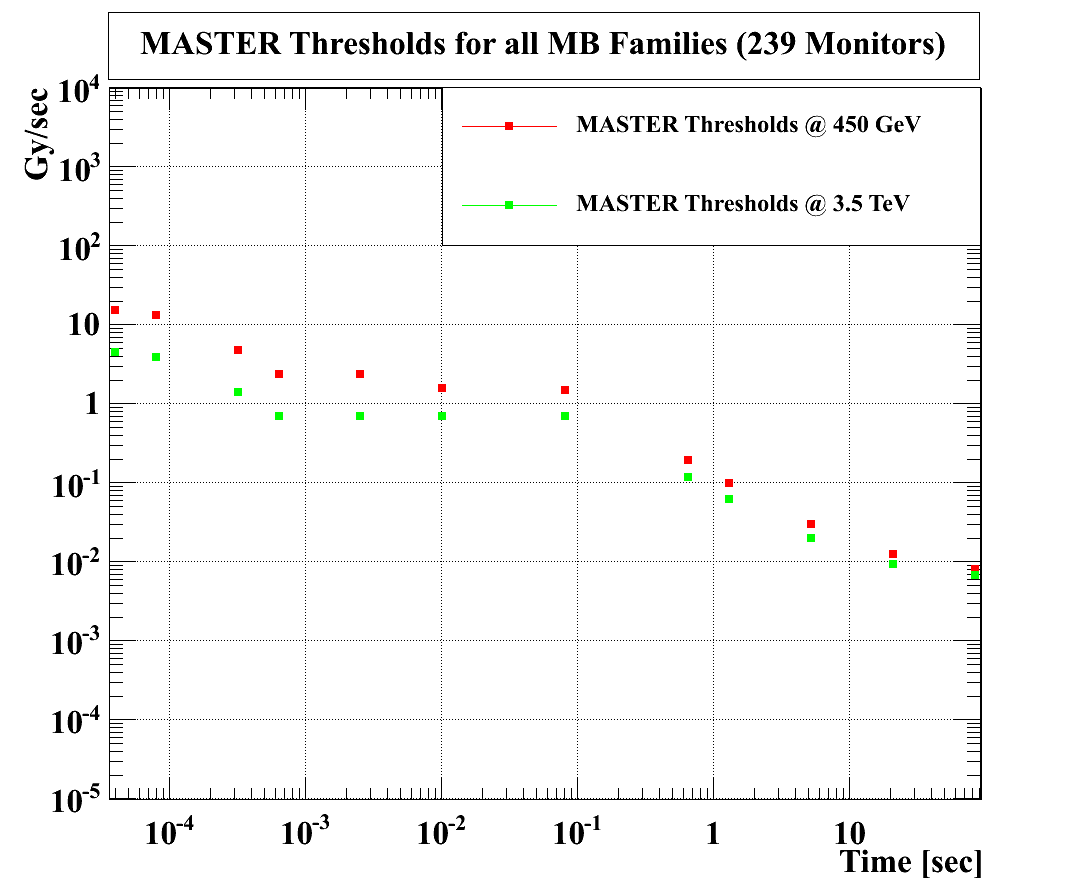 MASTER Thresholds for all MB Families (239 Monitors)
Gy/sec
MASTER Thresholds @ 450 GeV
MASTER Thresholds @ 3.5 TeV
10^4
10^3
10^2
10
1
10^-1
10^-2
10^-3
10^-4
10^-5
10^-4 10^-3 10^-2 10^-1 1 10
Time [sec]